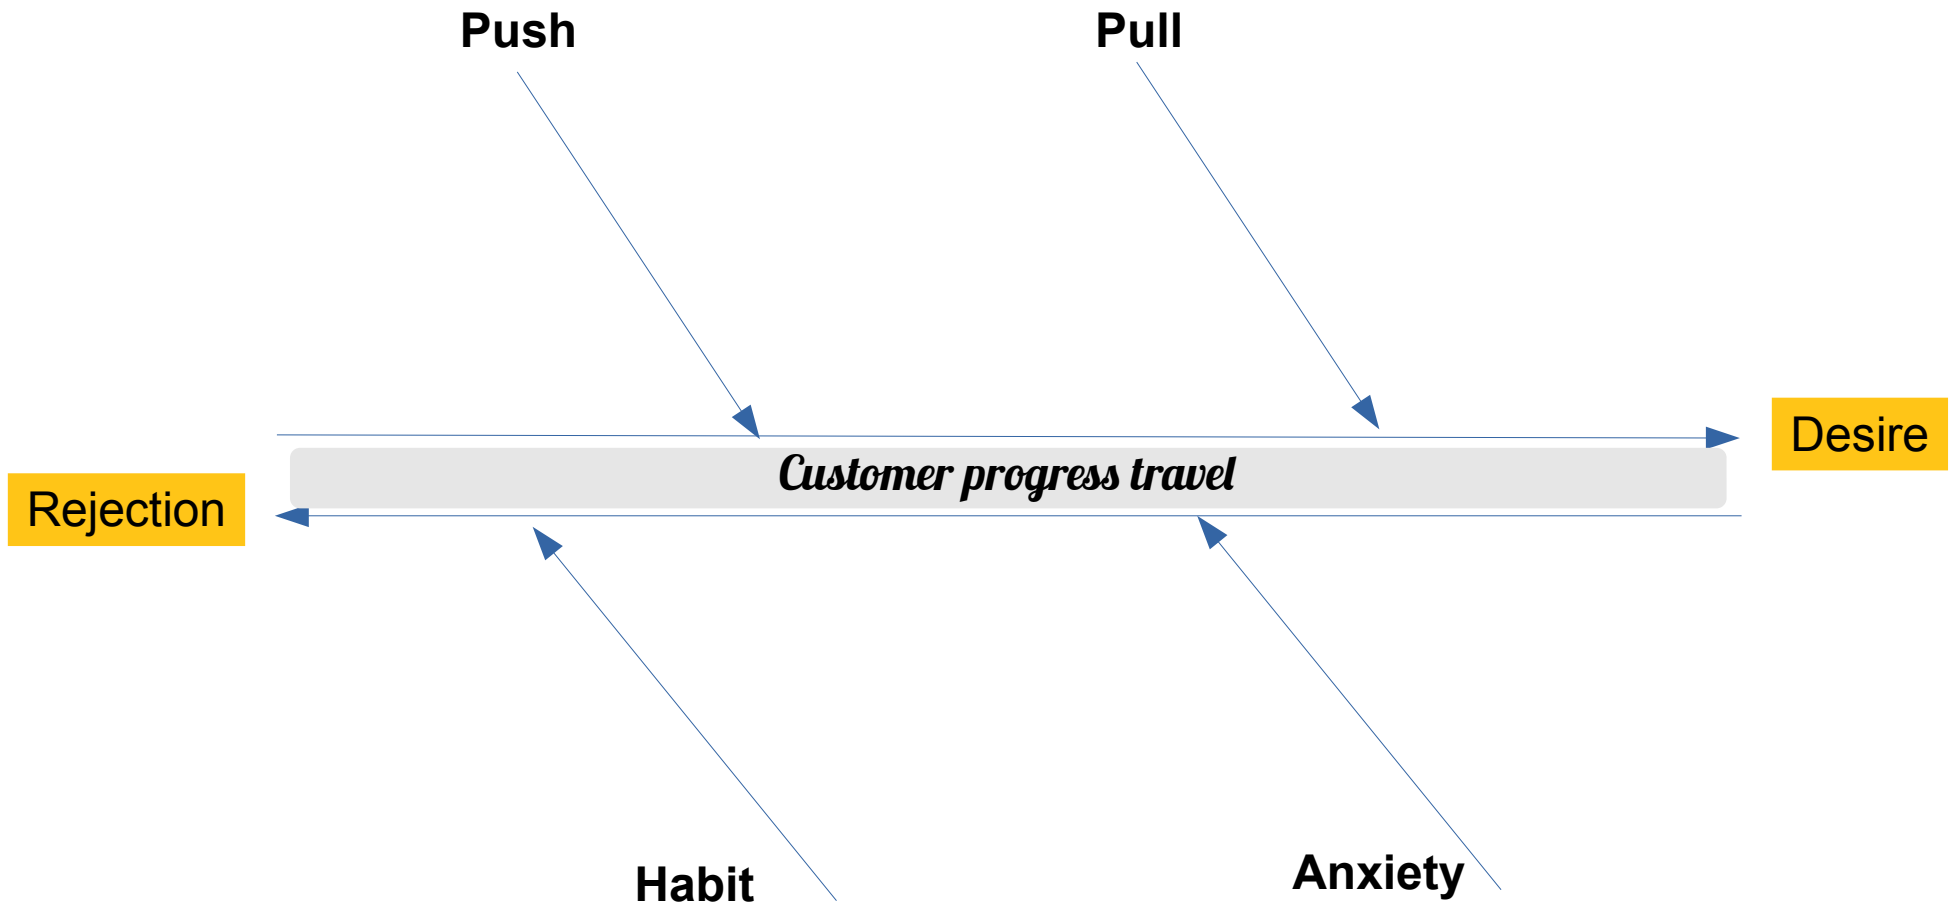 Push
Pull
Desire
Customer progress travel
Rejection
Anxiety
Habit